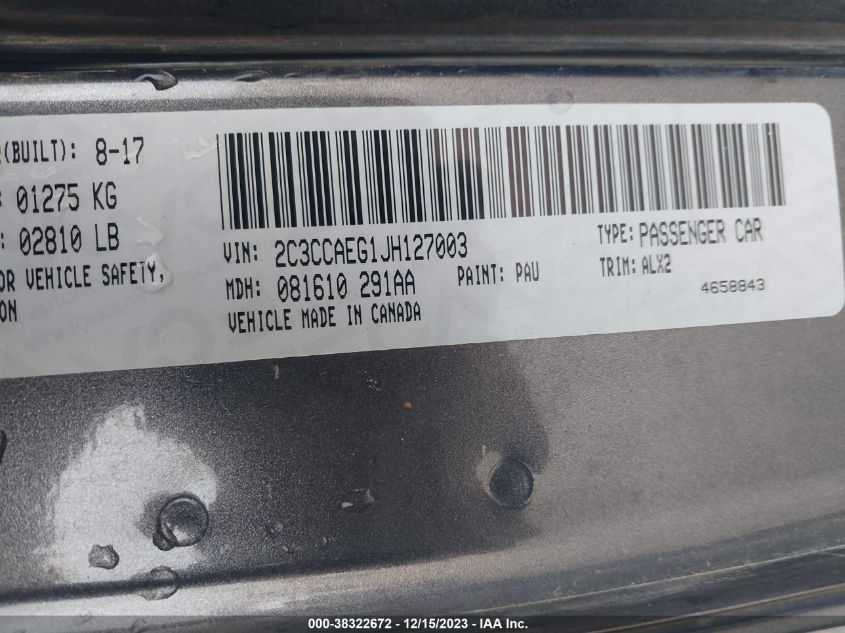 (BUILT): 8-17
: 01275 KG
: 02810 LB
OR VEHICLE SAFETY,
ON
VIN: 2C3CCAEG1JH127003
TYPE: PASSENGER CAR
MDH: 081610 291AA
PAINT: PAU
TRIM: ALX2
VEHICLE MADE IN CANADA
4658843
000-38322672 - 12/15/2023 - IAA Inc.